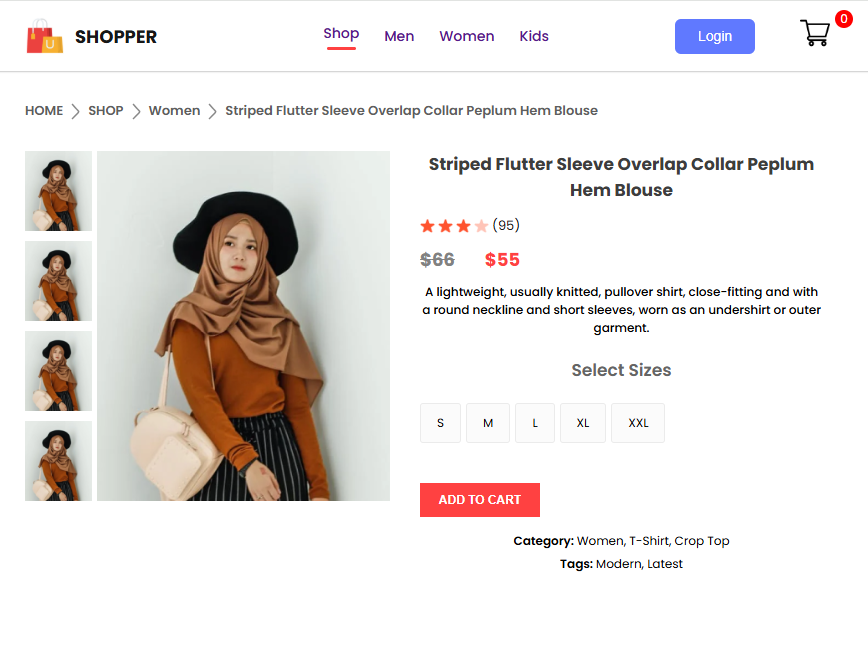 SHOPPER
Shop
Men
Women
Kids
Login
0
HOME
SHOP
Women
Striped Flutter Sleeve Overlap Collar Peplum Hem Blouse
Striped Flutter Sleeve Overlap Collar Peplum
Hem Blouse
(95)
$66 $55
A lightweight, usually knitted, pullover shirt, close-fitting and with
a round neckline and short sleeves, worn as an undershirt or outer
garment.
Select Sizes
S M L XL XXL
ADD TO CART
Category: Women, T-Shirt, Crop Top
Tags: Modern, Latest